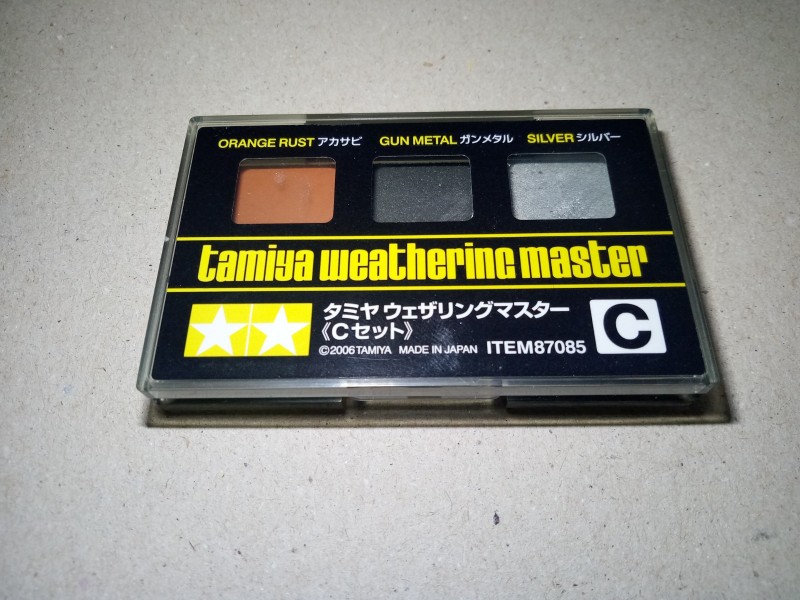 ORANGE RUST アカサビ GUN METAL ガンメタル SILVER シルバー
tamiya weathering master
タミヤ ウェザリングマスター
《Cセット》
©2006 TAMIYA MADE IN JAPAN ITEM87085
C